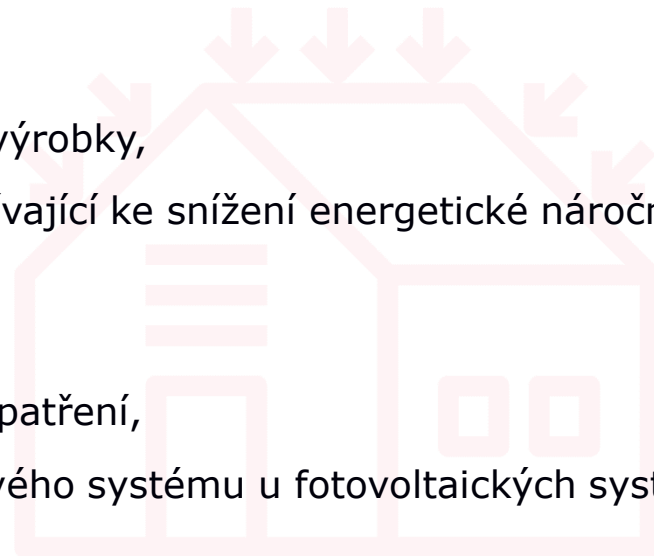 výrobky,
vající ke snížení energetické náročn
patření,
vého systému u fotovoltaických syst